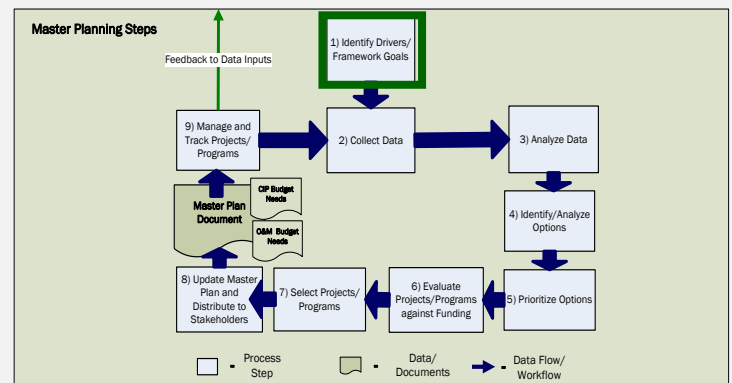 Master Planning Steps
Feedback to Data Inputs
1) Identify Drivers/
Framework Goals
9) Manage and
Track Projects/
Programs
2) Collect Data
3) Analyze Data
Master Plan
Document
CIP Budget
Needs
O&M Budget
Needs
4) Identify/Analyze
Options
8) Update Master
Plan and
Distribute to
Stakeholders
7) Select Projects/
Programs
6) Evaluate
Projects/Programs
against Funding
5) Prioritize Options
- Process
Step
- Data/
Documents
- Data Flow/
Workflow